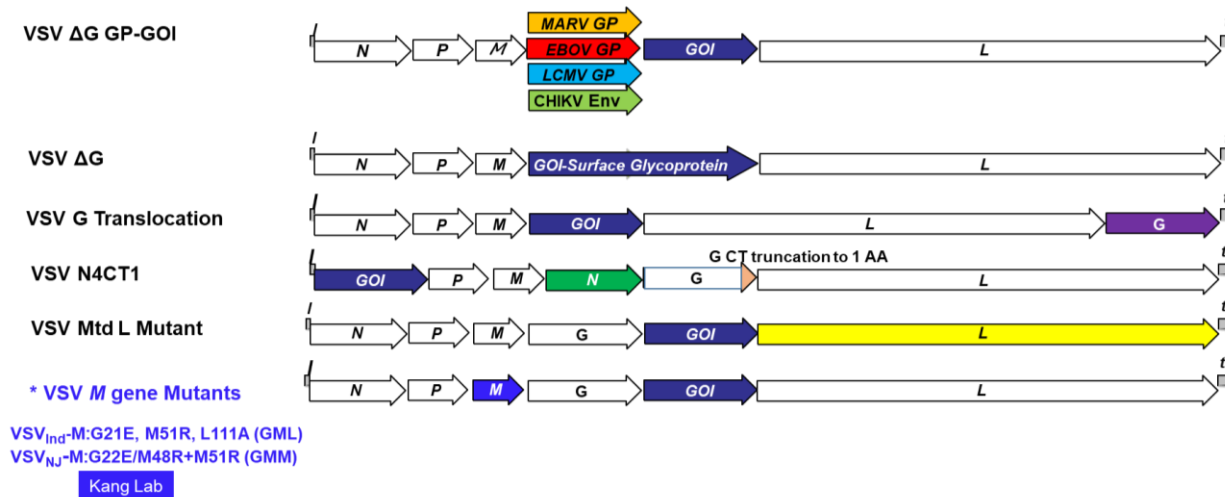 MARV GP
VSV ΔG GP-GOI
l
N P M EBOV GP GOI L
LCMV GP
CHIKV Env
l
VSV ΔG
N P M GOI-Surface Glycoprotein L
l t
VSV G Translocation
N P M GOI L G
G CT truncation to 1 AA
l t
VSV N4CT1
GOI P M N G L
l t
VSV Mtd L Mutant
N P M G GOI L
l t
* VSV M gene Mutants
N P M G GOI L
VSVInd-M:G21E, M51R, L111A (GML)
VSVNJ-M:G22E/M48R+M51R (GMM)
Kang Lab